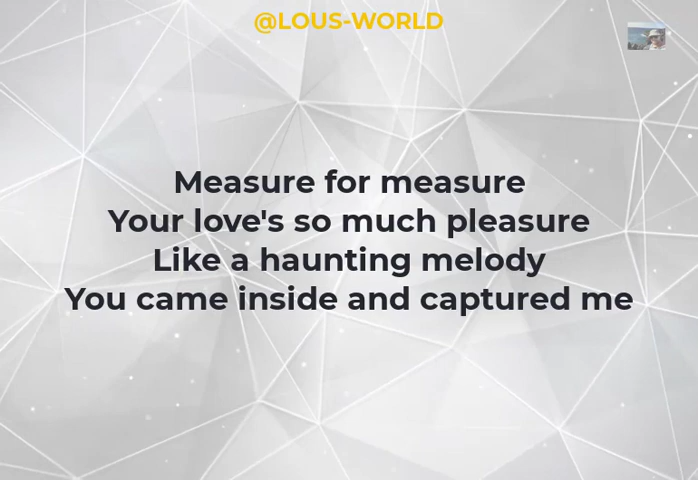 @LOUS-WORLD
Measure for measure
Your love's so much pleasure
Like a haunting melody
You came inside and captured me